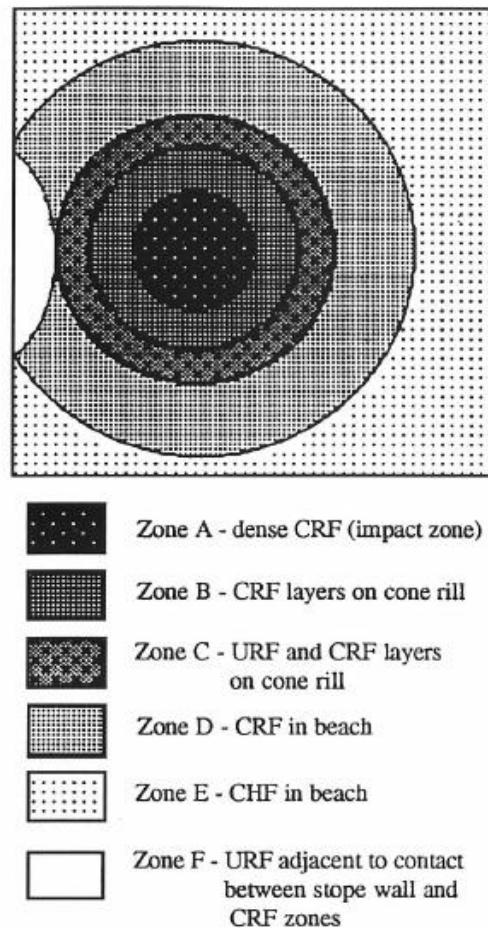 Zone A - dense CRF (impact zone)
Zone B - CRF layers on cone rill
Zone C - URF and CRF layers
on cone rill
Zone D - CRF in beach
Zone E - CHF in beach
Zone F - URF adjacent to contact
between stope wall and
CRF zones